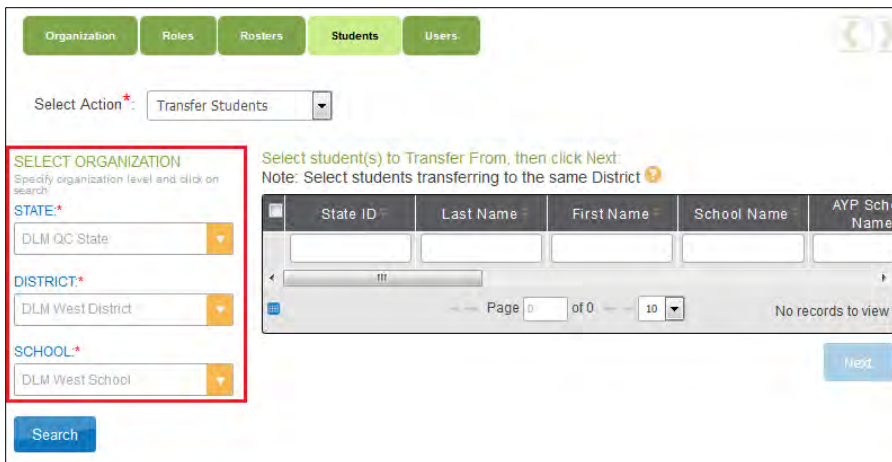 Organization Roles Rosters Students Users
Select Action*: Transfer Students
SELECT ORGANIZATION
Specify organization level and click on
search
STATE:*
DLM QC State
DISTRICT:*
DLM West District
SCHOOL:*
DLM West School
Search
Select student(s) to Transfer From, then click Next:
Note: Select students transferring to the same District ?
State ID Last Name First Name School Name AYP Scho
Name
Page 0 of 0 10 No records to view
Next